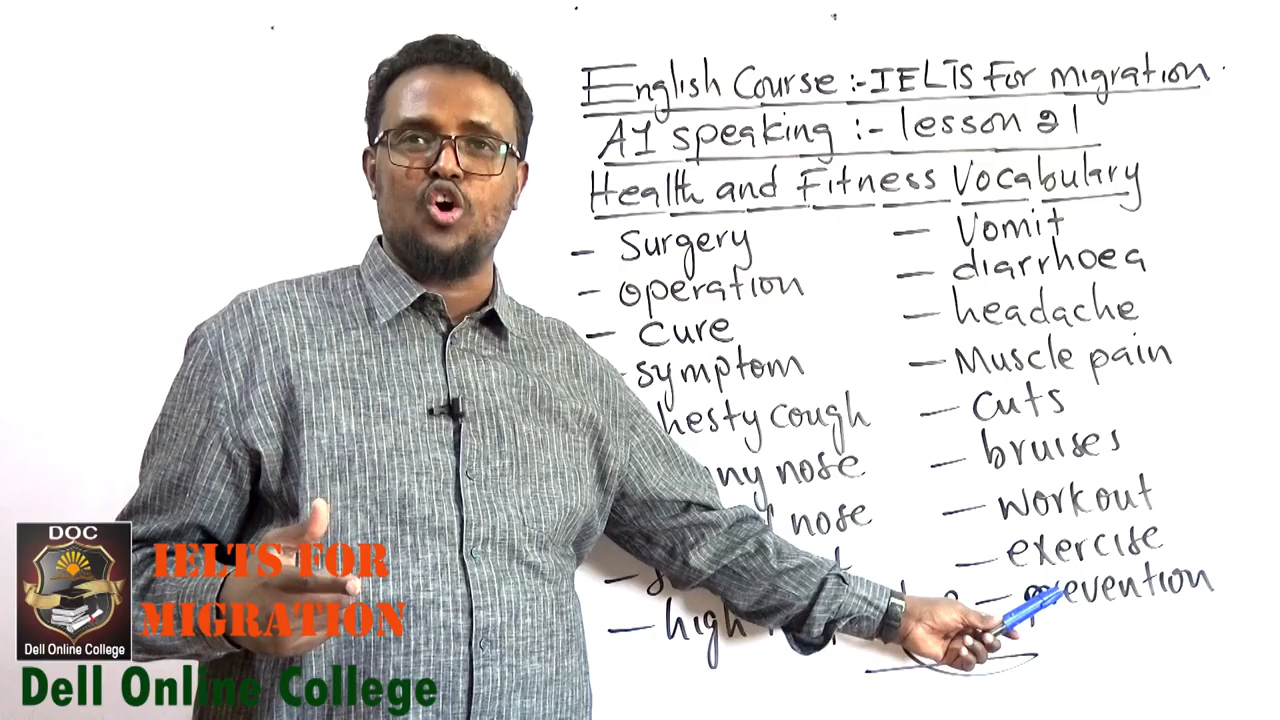 English Course :- IELTS For migration.
A1 speaking :- lesson 21
Health and Fitness Vocabulary
- Surgery
- operation
- Cure
- symptom
hesty cough
ny nose
nose
high
- Vomit
- diarrhoea
- headache
- Muscle pain
- cuts
- bruises
- workout
- exercise
- prevention
DOC
Dell Online College
IELTS FOR
MIGRATION
Dell Online College